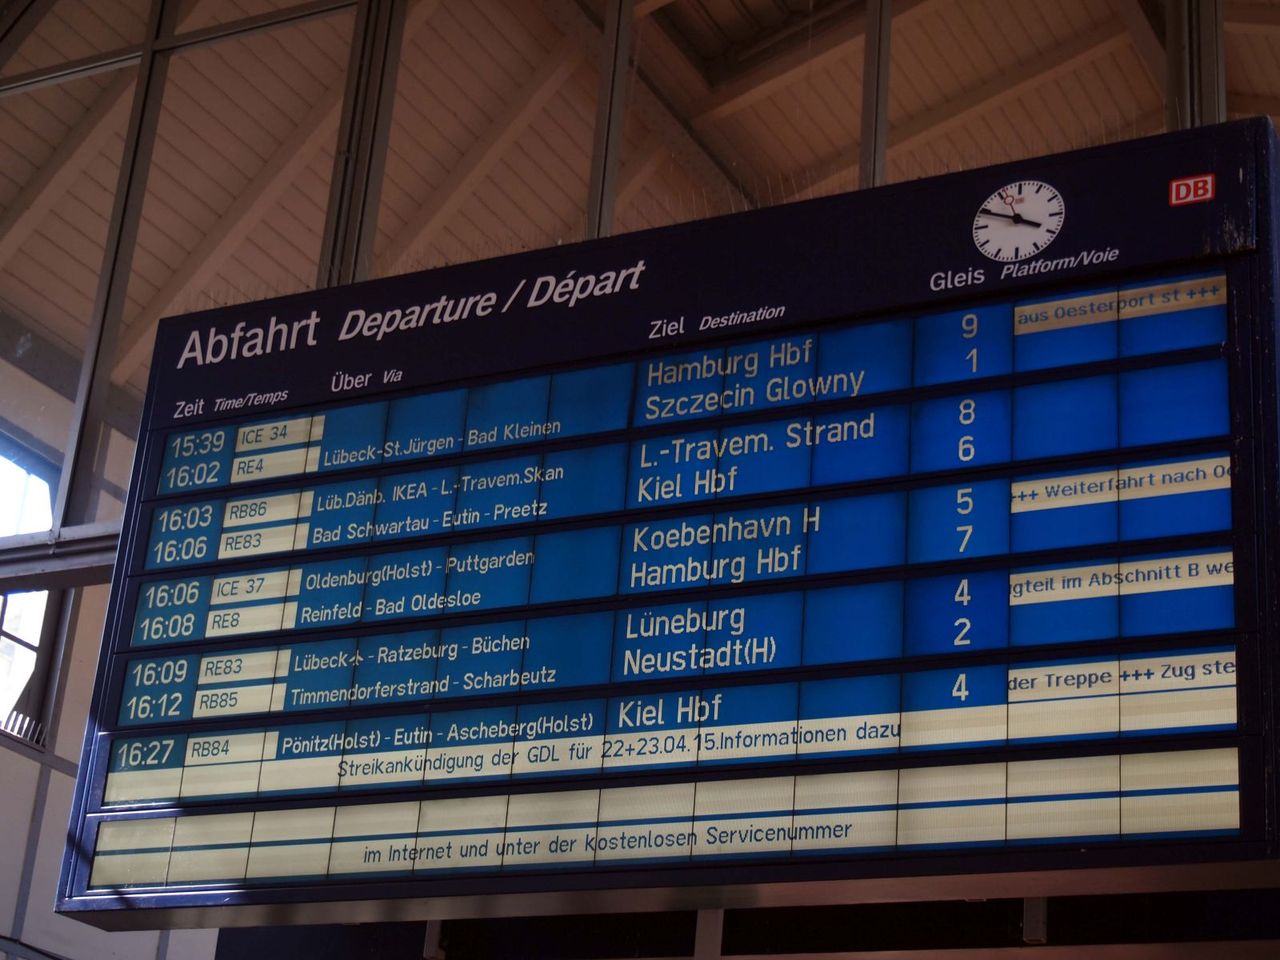 DB
Abfahrt Departure / Départ
Zeit Time/Temps Über Via Ziel Destination Gleis Platform/Voie
15:39 ICE 34 Hamburg Hbf 9 aus Oesterport st +++
16:02 RE4 Lübeck-St.Jürgen - Bad Kleinen Szczecin Glowny 1
16:03 RB86 Lüb.Dänb. IKEA - L.-Travem.Skan L.-Travem. Strand 8
16:06 RE83 Bad Schwartau - Eutin - Preetz Kiel Hbf 6
16:06 ICE 37 Oldenburg(Holst) - Puttgarden Koebenhavn H 5 +++ Weiterfahrt nach
16:08 RE8 Reinfeld - Bad Oldesloe Hamburg Hbf 7
16:09 RE83 Lübeck - Ratzeburg - Büchen Lüneburg 4 gteil im Abschnitt B we
16:12 RB85 Timmendorferstrand - Scharbeutz Neustadt(H) 2
16:27 RB84 Pönitz(Holst) - Eutin - Ascheberg(Holst) Kiel Hbf 4 der Treppe +++ Zug ste
Streikankündigung der GDL für 22+23.04.15.Informationen dazu
im Internet und unter der kostenlosen Servicenummer